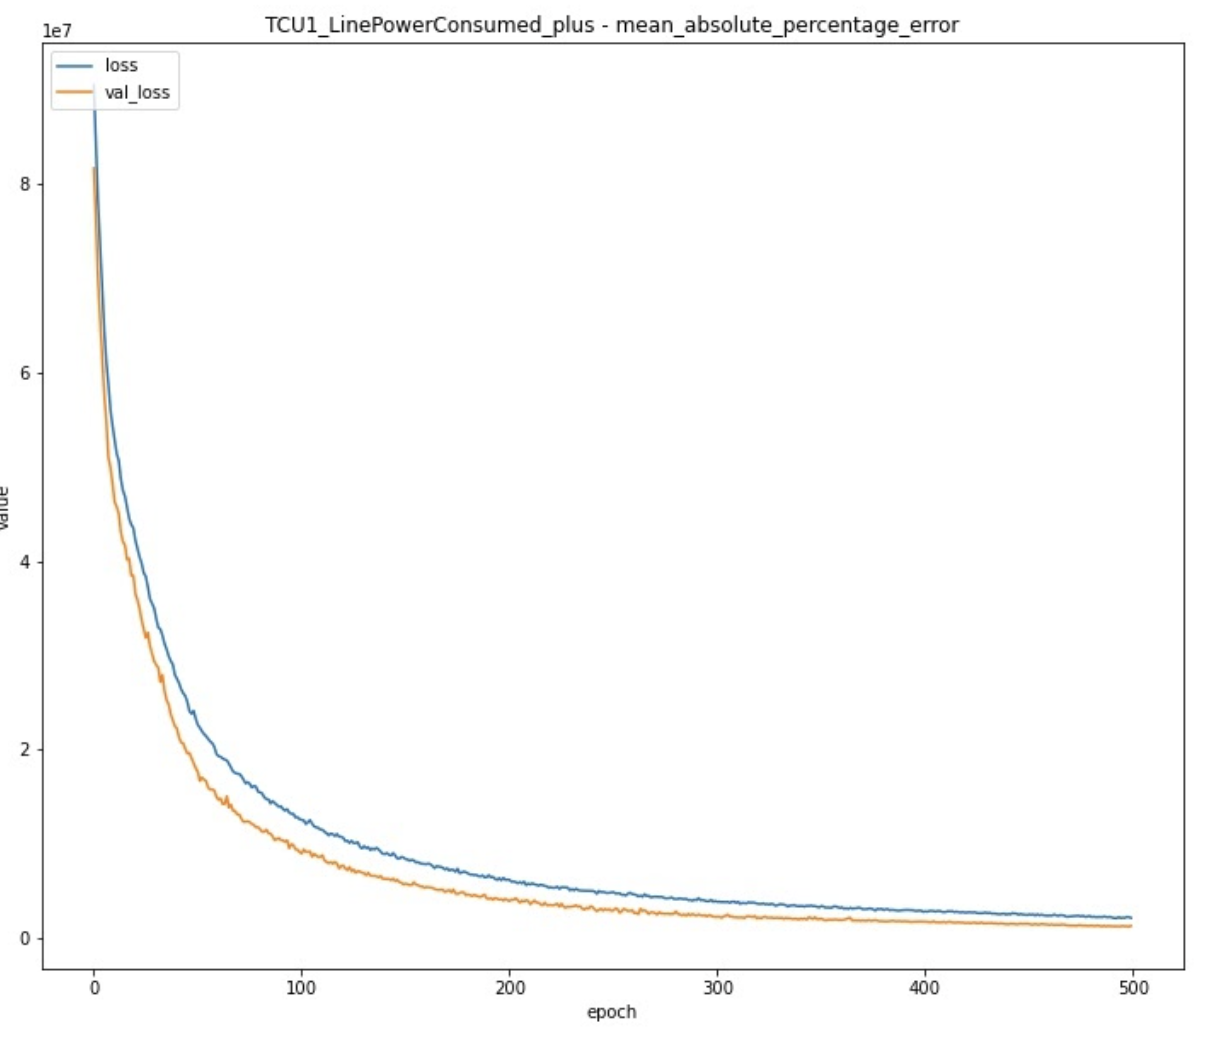 TCU1_LinePowerConsumed_plus - mean_absolute_percentage_error
1e7
loss
val_loss
8
6
value
4
2
0
0 100 200 300 400 500
epoch